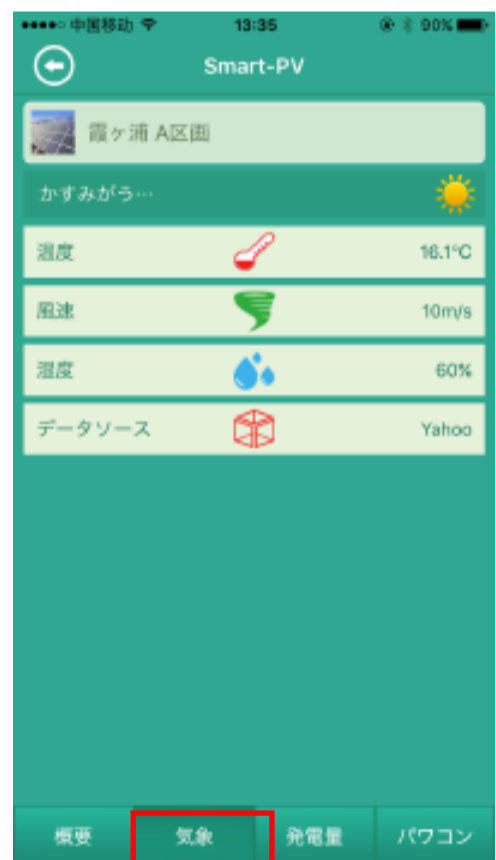 中国移动 13:35 90%
Smart-PV
霞ヶ浦 A区画
かすみがう…
温度 16.1°C
風速 10m/s
湿度 60%
データソース Yahoo
概要 気象 発電量 パワコン